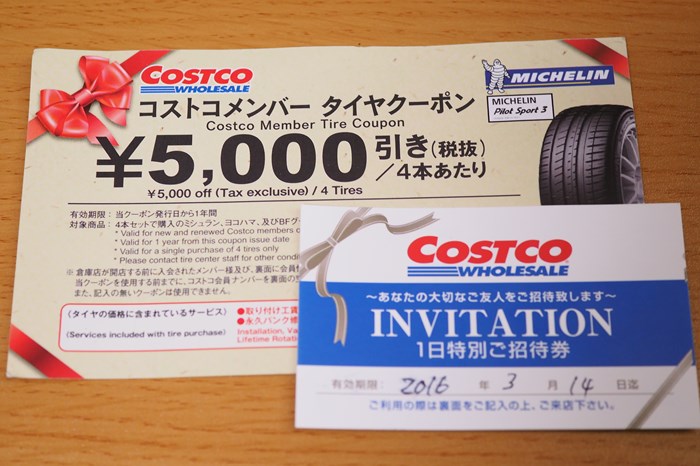 COSTCO
WHOLESALE
MICHELIN
コストコメンバー タイヤクーポン
Costco Member Tire Coupon
MICHELIN
Pilot Sport 3
¥5,000引き(税抜)
/4本あたり
¥5,000 off (Tax exclusive) / 4 Tires
有効期限:当クーポン発行日から1年間
対象商品:4本セットで購入のミシュラン、ヨコハマ、及びBFグ
* Valid for new and renewed Costco members o
* Valid for 1 year from this coupon issue date
* Valid for a single purchase of 4 tires only
* Please contact tire center staff for other condi
※倉庫店が開店する前に入会されたメンバー様及び、裏面に会員
当クーポンを使用する前までに、コストコ会員ナンバーを裏面の
また、記入の無いクーポンは使用できません。
(タイヤの価格に含まれているサービス)
(Services included with tire purchase)
●取り付け工賃
●永久パンク修
Installation, Va
Lifetime Rotati
COSTCO
WHOLESALE
~あなたの大切なご友人をご招待致します~
INVITATION
1日特別ご招待券
有効期限: 2016 年 3 月 14 日迄
ご利用の際は裏面をご記入の上、ご来店下さい。